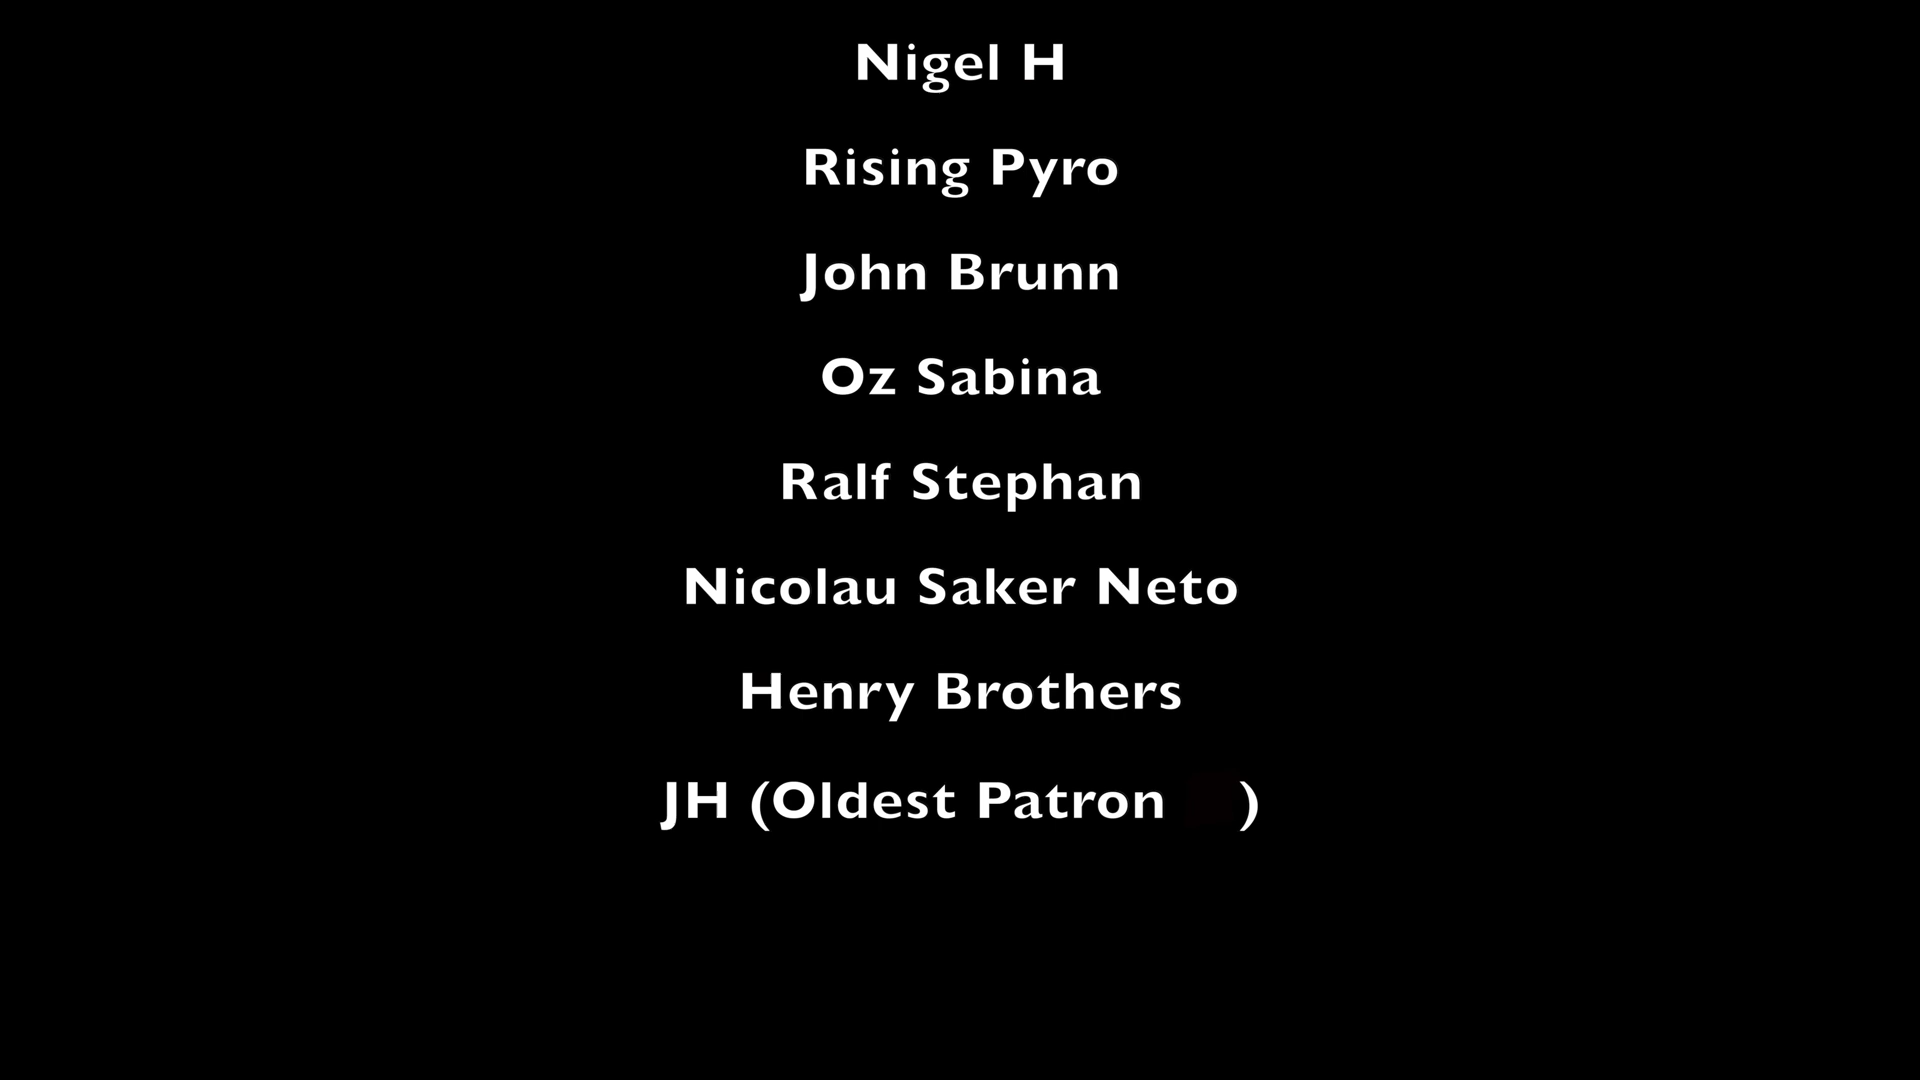 Nigel H
Rising Pyro
John Brunn
Oz Sabina
Ralf Stephan
Nicolau Saker Neto
Henry Brothers
JH (Oldest Patron )